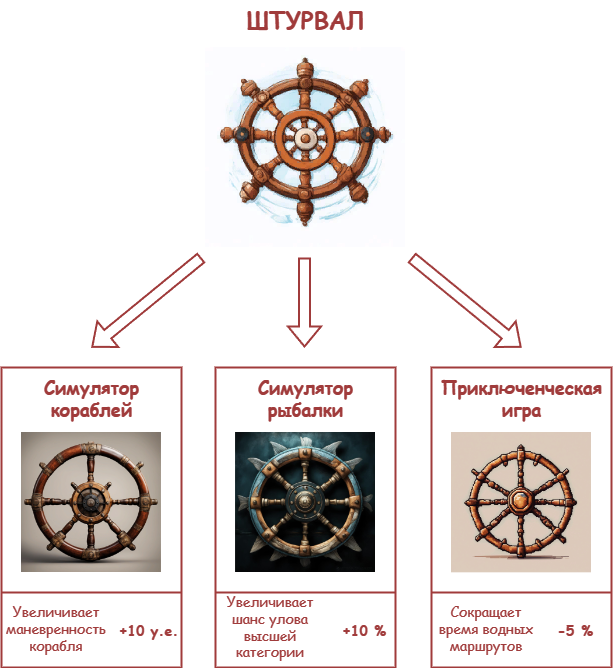 ШТУРВАЛ
Симулятор
кораблей
Симулятор
рыбалки
Приключенческая
игра
Увеличивает
маневренность
корабля
+10 у.е.
Увеличивает
шанс улова
высшей
категории
+10 %
Сокращает
время водных
маршрутов
-5 %